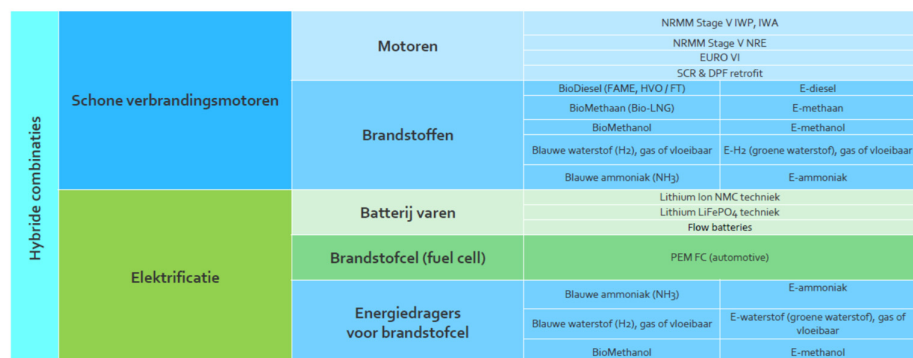 Hybride combinaties
Schone verbrandingsmotoren
Motoren
NRMM Stage V IWP, IWA
NRMM Stage V NRE
EURO VI
SCR & DPF retrofit
Brandstoffen
BioDiesel (FAME, HVO / FT)
E-diesel
BioMethaan (Bio-LNG)
E-methaan
BioMethanol
E-methanol
Blauwe waterstof (H2), gas of vloeibaar
E-H2 (groene waterstof), gas of vloeibaar
Blauwe ammoniak (NH3)
E-ammoniak
Elektrificatie
Batterij varen
Lithium Ion NMC techniek
Lithium LiFePO4 techniek
Flow batteries
Brandstofcel (fuel cell)
PEM FC (automotive)
Energiedragers
voor brandstofcel
Blauwe ammoniak (NH3)
E-ammoniak
Blauwe waterstof (H2), gas of vloeibaar
E-waterstof (groene waterstof), gas of
vloeibaar
BioMethanol
E-methanol